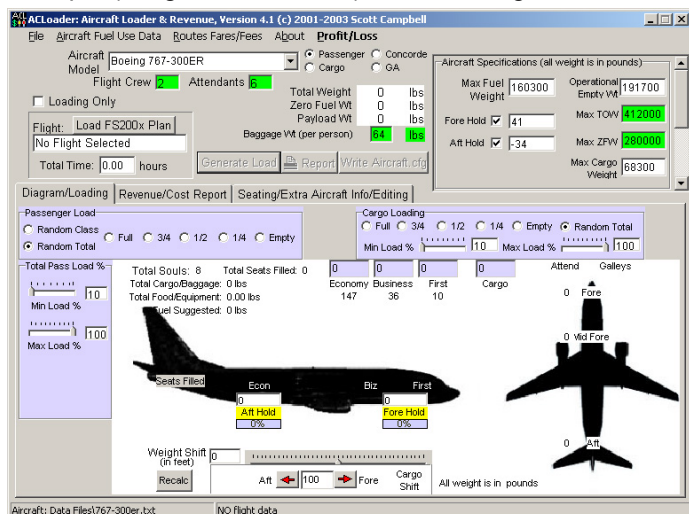 ACLoader: Aircraft Loader & Revenue, Version 4.1 (c) 2001-2003 Scott Campbell
File Aircraft Fuel Use Data Routes Fares/Fees About Profit/Loss
Aircraft Model Boeing 767-300ER
Passenger Concorde
Cargo GA
Flight Crew 2 Attendants 6
Loading Only
Flight: Load FS200x Plan
No Flight Selected
Total Time: 0.00 hours
Total Weight 0 lbs
Zero Fuel Wt 0 lbs
Payload Wt 0 lbs
Baggage Wt (per person) 64 lbs
Generate Load Report Write Aircraft.cfg
Aircraft Specifications (all weight is in pounds)
Max Fuel Weight 160300 Operational Empty Wt 191700
Fore Hold 41 Max TOW 412000
Aft Hold -34 Max ZFW 280000
Max Cargo Weight 68300
Diagram/Loading Revenue/Cost Report Seating/Extra Aircraft Info/Editing
Passenger Load
Random Class
Random Total
Full 3/4 1/2 1/4 Empty
Cargo Loading
Full 3/4 1/2 1/4 Empty Random Total
Min Load % 10 Max Load % 100
Total Pass Load %
10
Min Load %
100
Max Load %
Total Souls: 8 Total Seats Filled: 0
Total Cargo/Baggage: 0 lbs
Total Food/Equipment: 0.00 lbs
Fuel Suggested: 0 lbs
0 0 0 0
Economy Business First Cargo
147 36 10
Attend Galleys
0 Fore
0 Mid Fore
0 Aft
Seats Filled
Econ Biz First
0 0
Aft Hold Fore Hold
0% 0%
Weight Shift (in feet) 0
Recalc
Aft 100 Fore Cargo Shift
All weight is in pounds
Aircraft: Data Files\767-300er.txt NO flight data